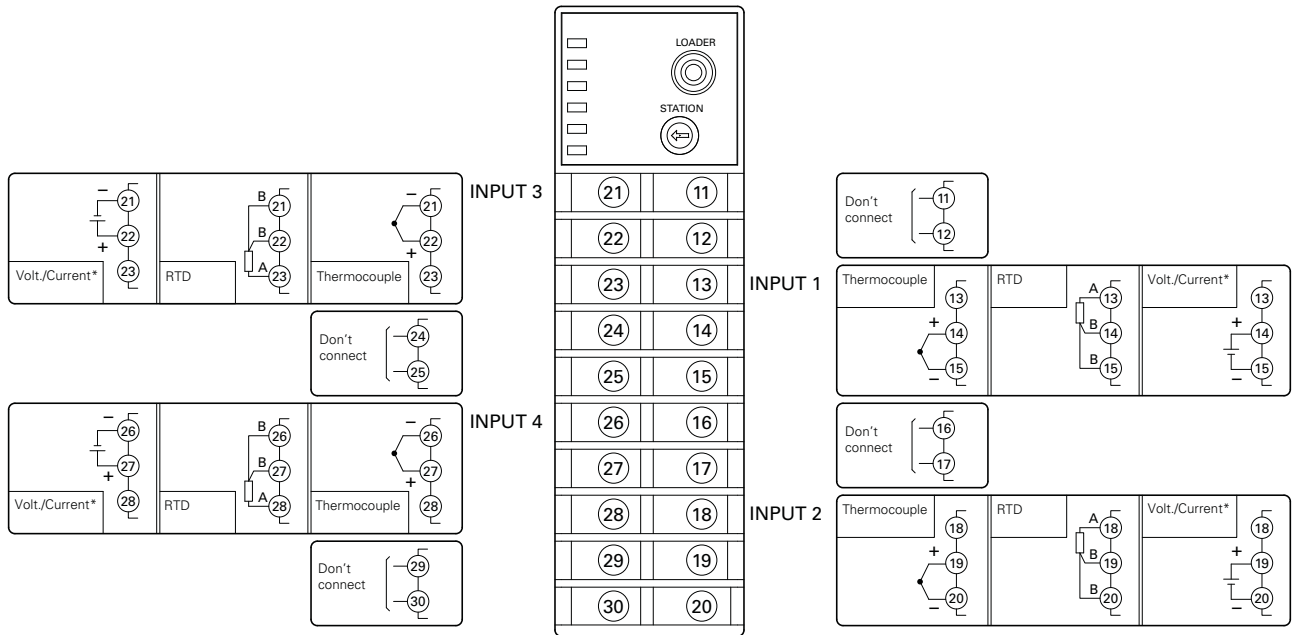 LOADER
STATION
INPUT 3
− 21 22 + 23 Volt./Current*
B 21 B 22 A 23 RTD
− 21 22 + 23 Thermocouple
Don't
connect
24
25
INPUT 4
− 26 27 + 28 Volt./Current*
B 26 B 27 A 28 RTD
− 26 27 + 28 Thermocouple
Don't
connect
29
30
21 11
22 12
23 13
24 14
25 15
26 16
27 17
28 18
29 19
30 20
Don't
connect
11
12
INPUT 1
Thermocouple 13 + 14 − 15
RTD A 13 B 14 B 15
Volt./Current* 13 + 14 − 15
Don't
connect
16
17
INPUT 2
Thermocouple 18 + 19 − 20
RTD A 18 B 19 B 20
Volt./Current* 18 + 19 − 20